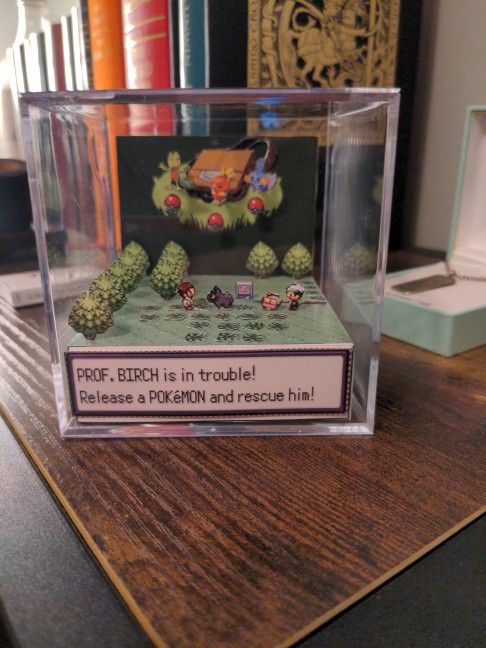 PROF. BIRCH is in trouble!
Release a POKéMON and rescue him!